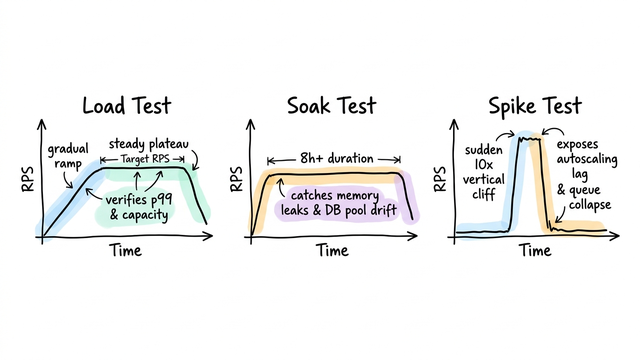 Load Test
gradual
ramp
steady plateau
Target RPS
verifies p99
& capacity
RPS
Time
Soak Test
8h+ duration
catches memory
leaks & DB pool drift
RPS
Time
Spike Test
sudden
10x
vertical
cliff
exposes
autoscaling
lag
& queue
collapse
RPS
Time